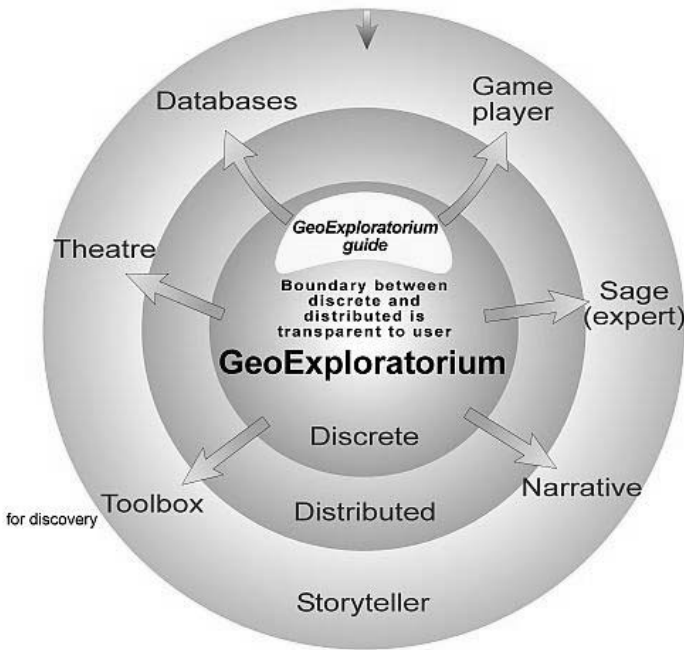 Databases
Game
player
GeoExploratorium
guide
Theatre
Boundary between
discrete and
distributed is
transparent to user
Sage
(expert)
GeoExploratorium
Discrete
Narrative
Toolbox
for discovery
Distributed
Storyteller